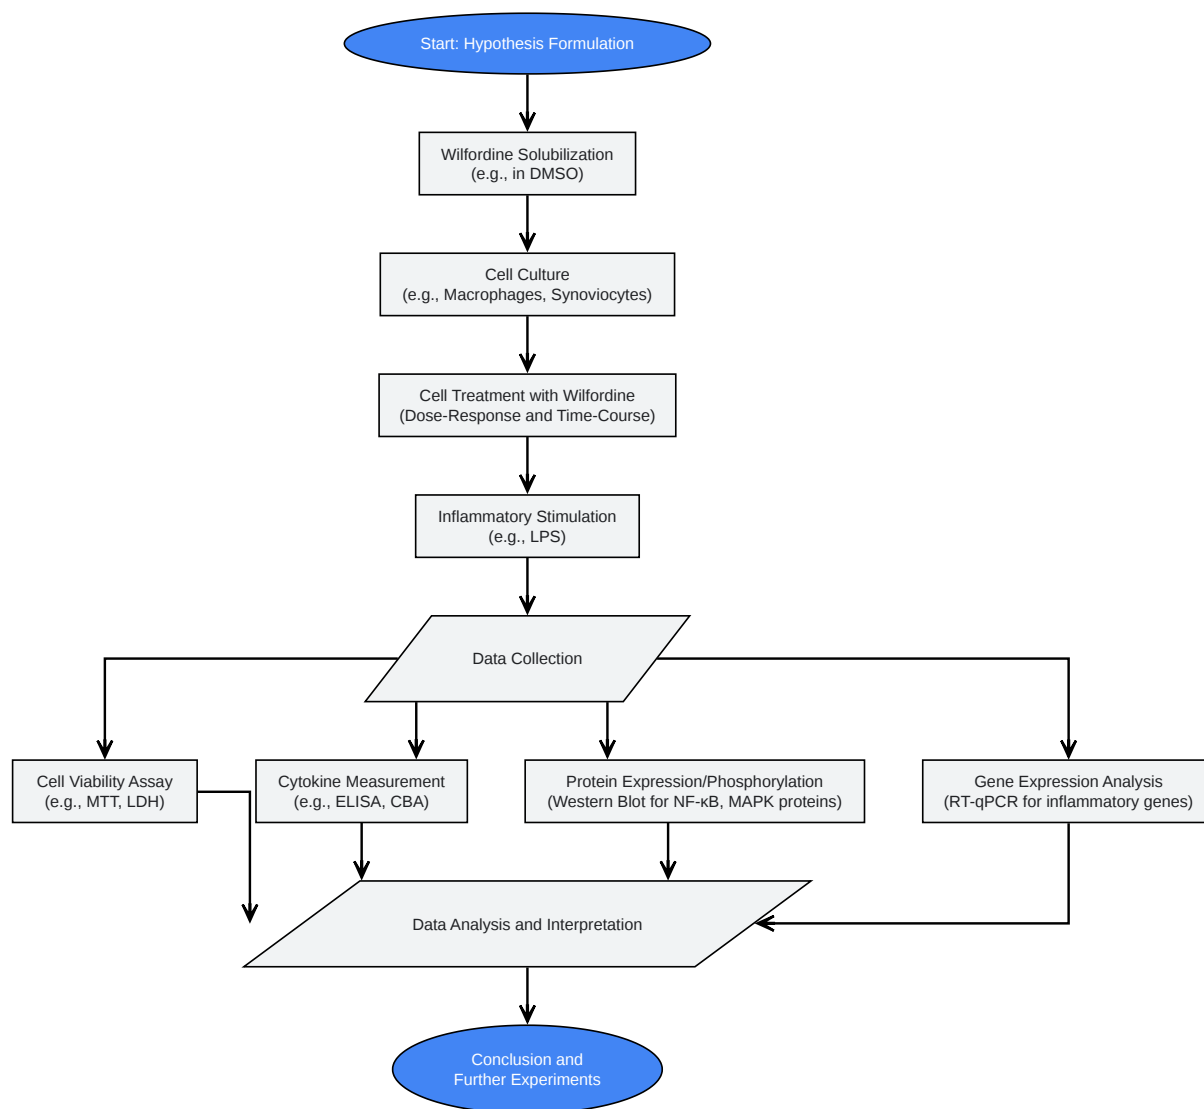 Start: Hypothesis Formulation
Wilfordine Solubilization
(e.g., in DMSO)
Cell Culture
(e.g., Macrophages, Synoviocytes)
Cell Treatment with Wilfordine
(Dose-Response and Time-Course)
Inflammatory Stimulation
(e.g., LPS)
Data Collection
Cell Viability Assay
(e.g., MTT, LDH)
Cytokine Measurement
(e.g., ELISA, CBA)
Protein Expression/Phosphorylation
(Western Blot for NF-κB, MAPK proteins)
Gene Expression Analysis
(RT-qPCR for inflammatory genes)
Data Analysis and Interpretation
Conclusion and
Further Experiments